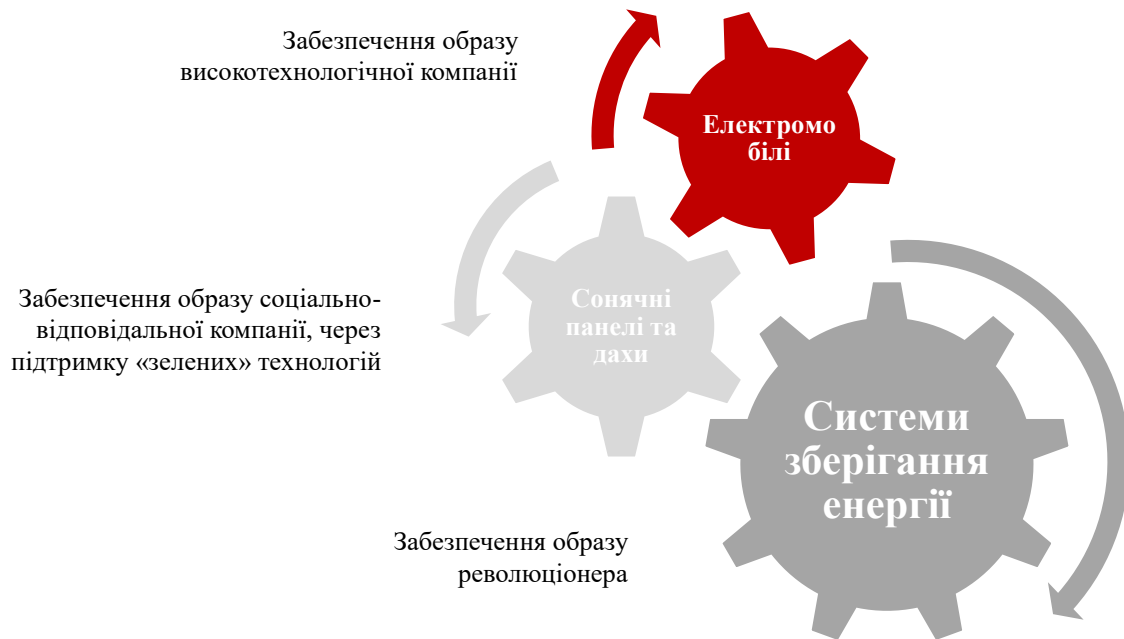 Забезпечення образу
високотехнологічної компанії
Електромо
білі
Забезпечення образу соціально-
відповідальної компанії, через
підтримку «зелених» технологій
Сонячні
панелі та
дахи
Системи
зберігання
енергії
Забезпечення образу
революціонера